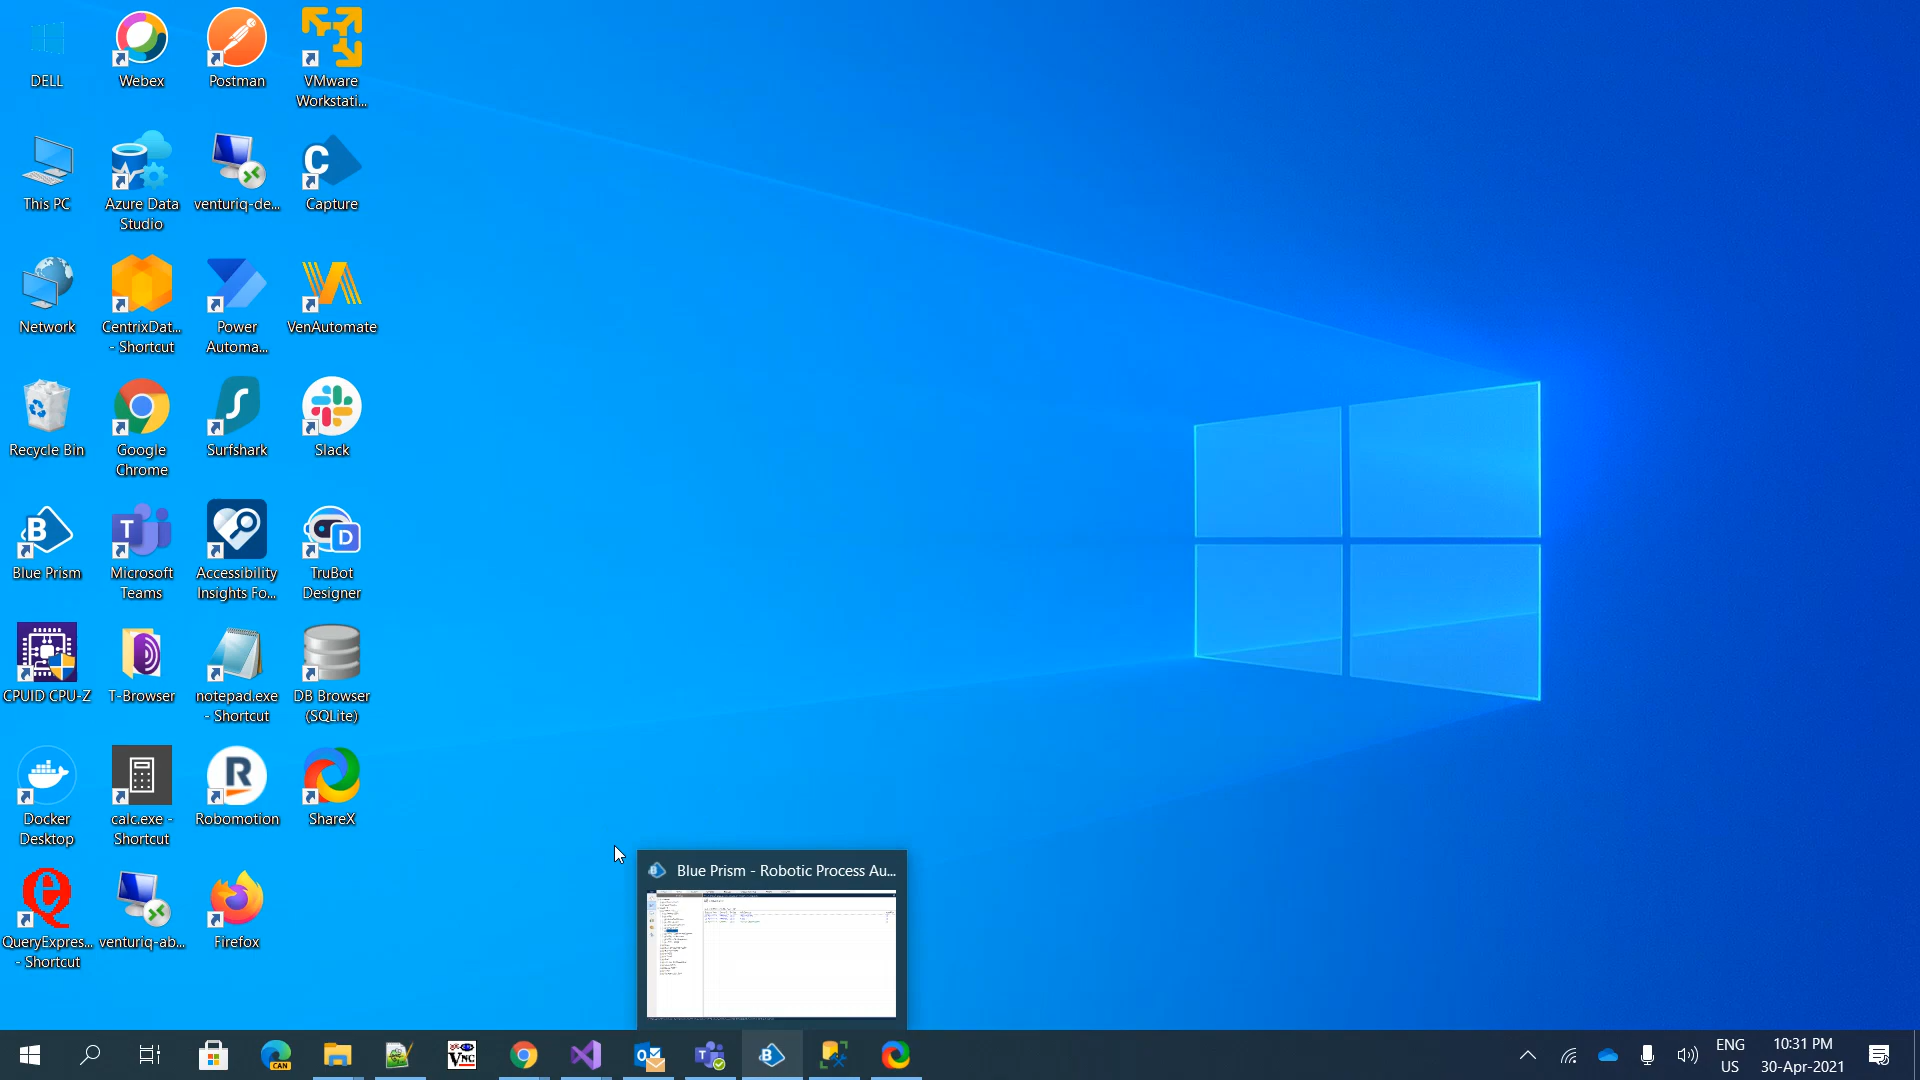 DELL
Webex
Postman
VMware
Workstati...
This PC
Azure Data
Studio
venturiq-de...
Capture
Network
CentrixDat...
- Shortcut
Power
Automa...
VenAutomate
Recycle Bin
Google
Chrome
Surfshark
Slack
Blue Prism
Microsoft
Teams
Accessibility
Insights Fo...
TruBot
Designer
CPUID CPU-Z
T-Browser
notepad.exe
- Shortcut
DB Browser
(SQLite)
Docker
Desktop
calc.exe -
Shortcut
Robomotion
ShareX
QueryExpres...
- Shortcut
venturiq-ab...
Firefox
Blue Prism - Robotic Process Au...
CAN
VNC
ENG
US
10:31 PM
30-Apr-2021